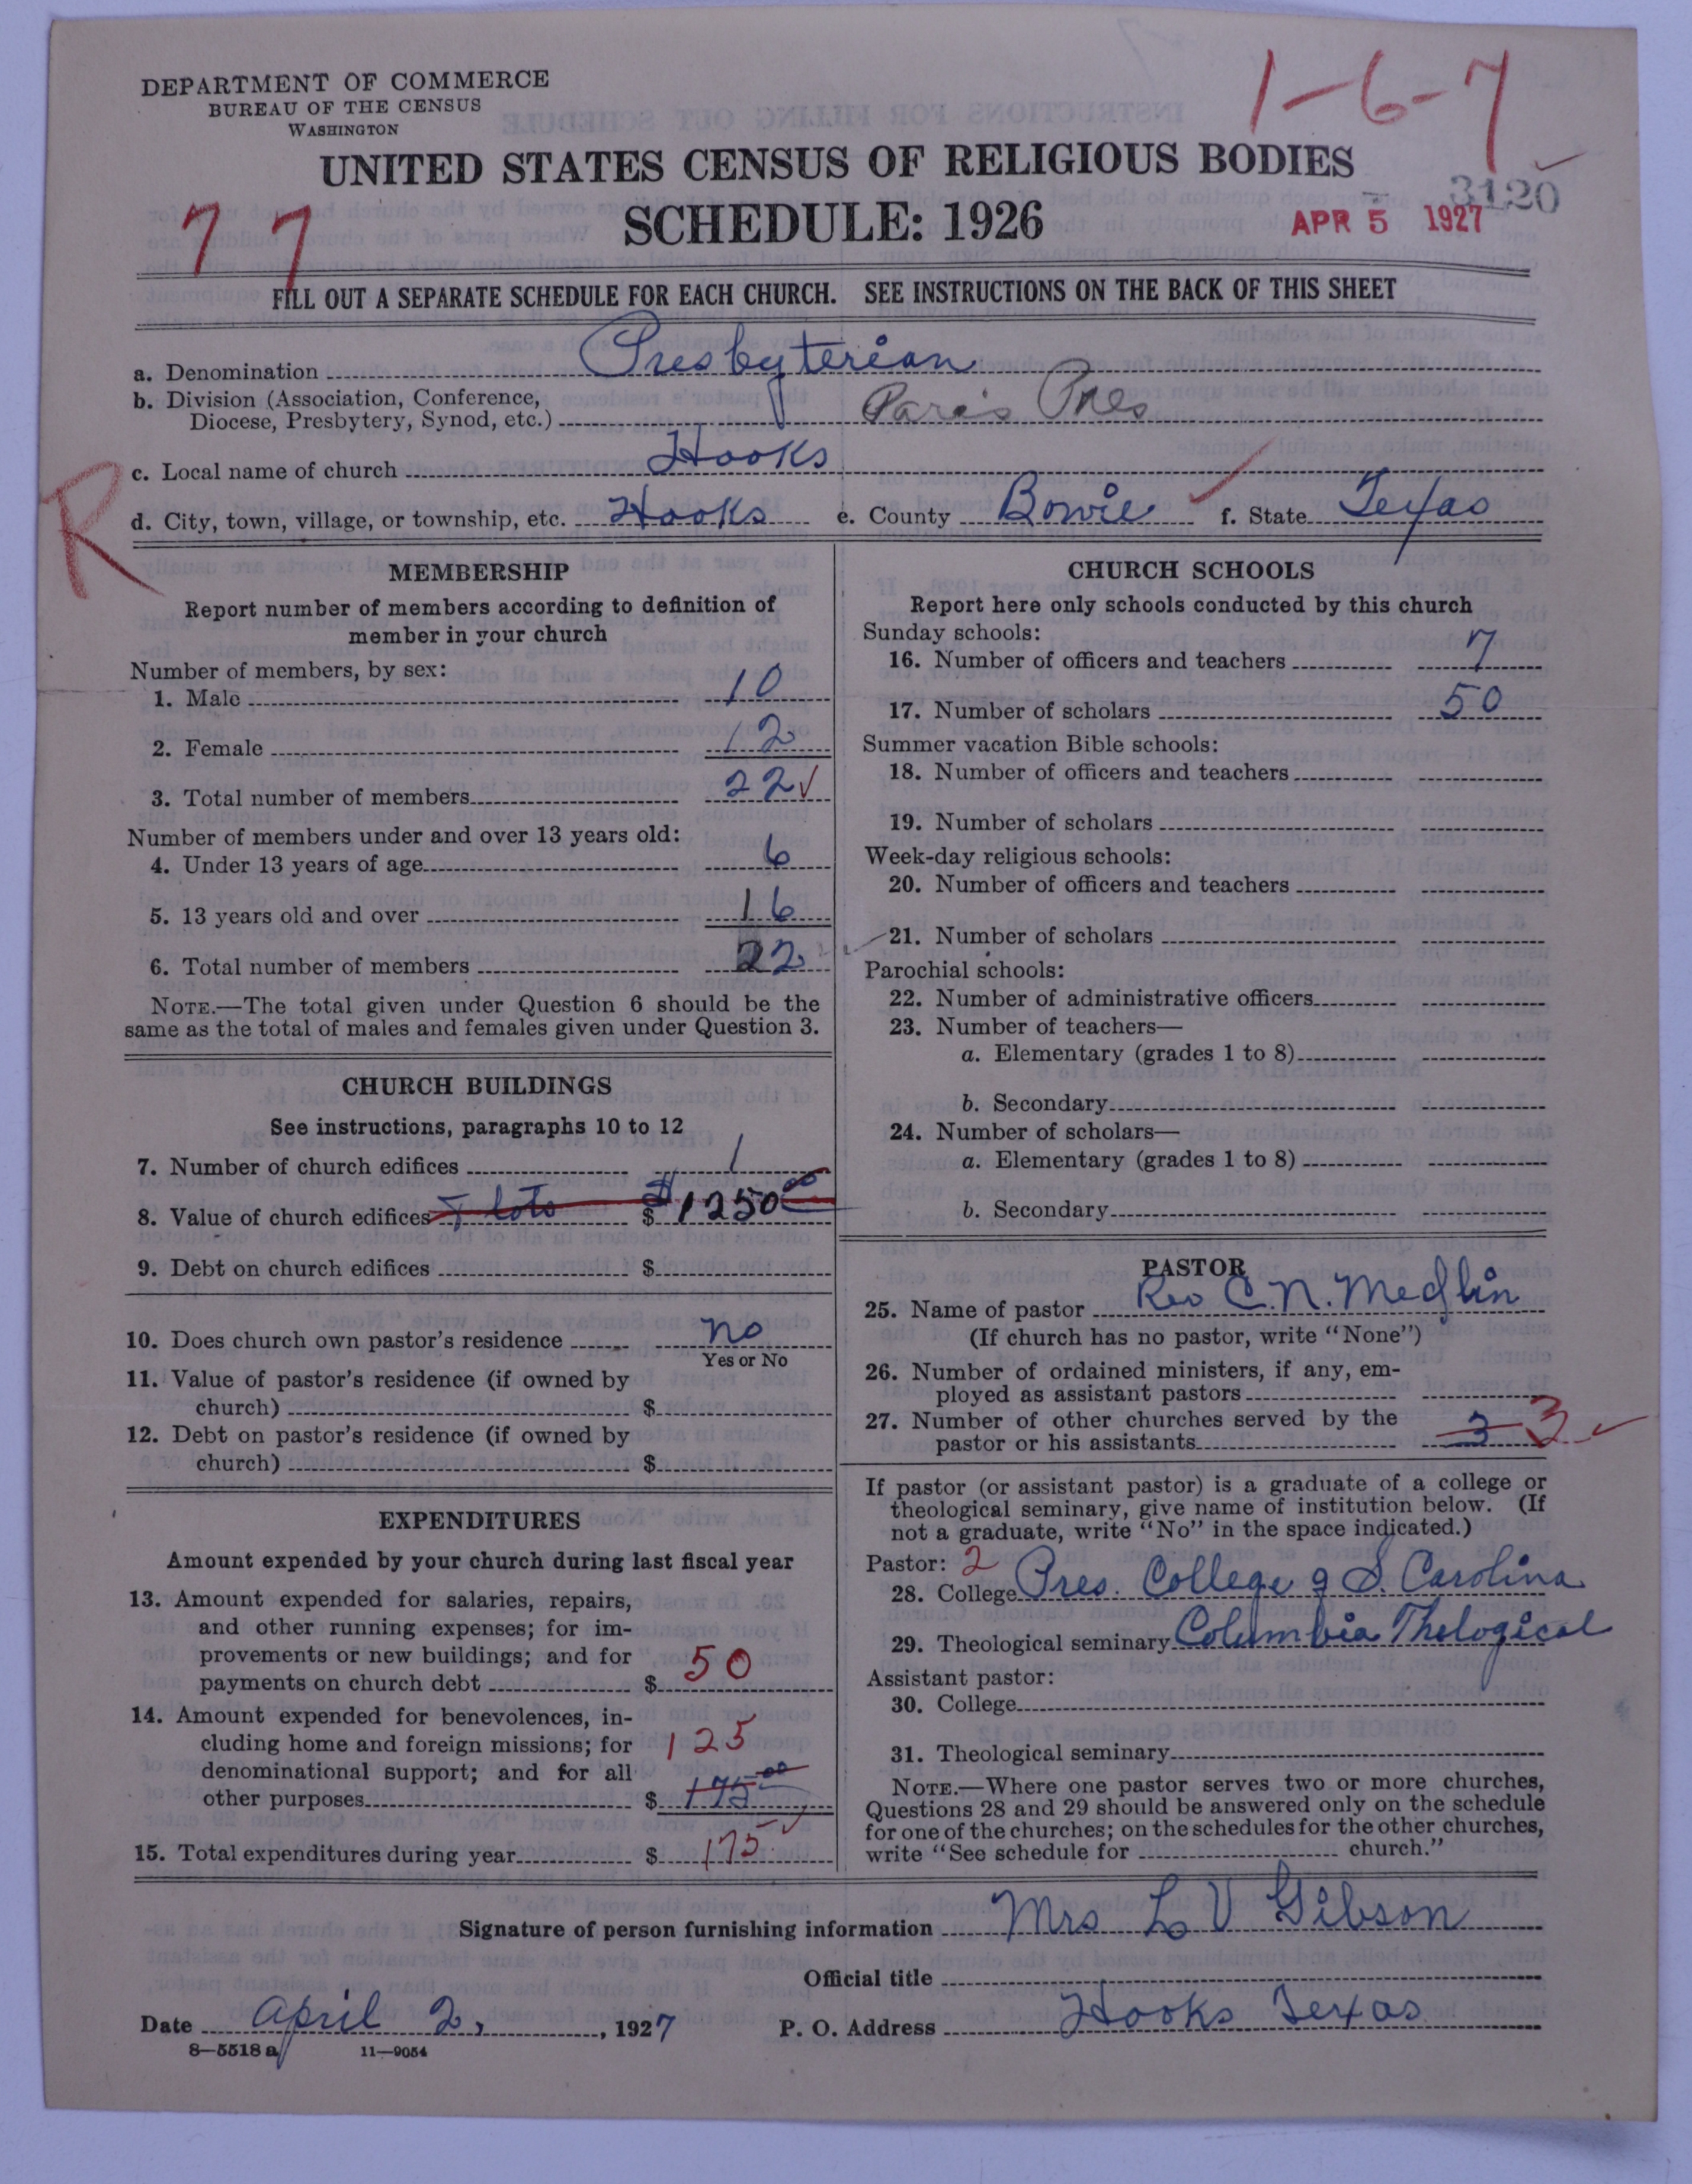 1-6-7
DEPARTMENT OF COMMERCE
BUREAU OF THE CENSUS
WASHINGTON
UNITED STATES CENSUS OF RELIGIOUS BODIES
77
SCHEDULE: 1926
3120
APR 5 1927
FILL OUT A SEPARATE SCHEDULE FOR EACH CHURCH. SEE INSTRUCTIONS ON THE BACK OF THIS SHEET
a. Denomination Presbyterian
b. Division (Association, Conference,
Diocese, Presbytery, Synod, etc.) Paris Pres
c. Local name of church Hooks
R
d. City, town, village, or township, etc. Hooks e. County Bowie f. State Texas
MEMBERSHIP
Report number of members according to definition of
member in your church
Number of members, by sex:
1. Male 10
2. Female 12
3. Total number of members 22
Number of members under and over 13 years old:
4. Under 13 years of age 6
5. 13 years old and over 16
6. Total number of members 22
NOTE.—The total given under Question 6 should be the
same as the total of males and females given under Question 3.
CHURCH BUILDINGS
See instructions, paragraphs 10 to 12
7. Number of church edifices 1
8. Value of church edifices lots $ $1250 00
9. Debt on church edifices $
10. Does church own pastor's residence no
Yes or No
11. Value of pastor's residence (if owned by
church) $
12. Debt on pastor's residence (if owned by
church) $
EXPENDITURES
Amount expended by your church during last fiscal year
13. Amount expended for salaries, repairs,
and other running expenses; for im-
provements or new buildings; and for
payments on church debt $ 50
14. Amount expended for benevolences, in-
cluding home and foreign missions; for 125
denominational support; and for all
other purposes $ 175 00
15. Total expenditures during year $ 175
CHURCH SCHOOLS
Report here only schools conducted by this church
Sunday schools:
16. Number of officers and teachers 7
17. Number of scholars 50
Summer vacation Bible schools:
18. Number of officers and teachers
19. Number of scholars
Week-day religious schools:
20. Number of officers and teachers
21. Number of scholars
Parochial schools:
22. Number of administrative officers
23. Number of teachers—
a. Elementary (grades 1 to 8)
b. Secondary
24. Number of scholars—
a. Elementary (grades 1 to 8)
b. Secondary
PASTOR
25. Name of pastor Rev C. N. Medlin
(If church has no pastor, write "None")
26. Number of ordained ministers, if any, em-
ployed as assistant pastors
27. Number of other churches served by the
pastor or his assistants 3 3
If pastor (or assistant pastor) is a graduate of a college or
theological seminary, give name of institution below. (If
not a graduate, write "No" in the space indicated.)
Pastor: 2
28. College Pres. College of S. Carolina
29. Theological seminary Columbia Thological
Assistant pastor:
30. College
31. Theological seminary
NOTE.—Where one pastor serves two or more churches,
Questions 28 and 29 should be answered only on the schedule
for one of the churches; on the schedules for the other churches,
write "See schedule for church."
Signature of person furnishing information Mrs L V Gibson
Official title
Date April 2, 1927 P. O. Address Hooks Texas
8—5518 a 11—9054